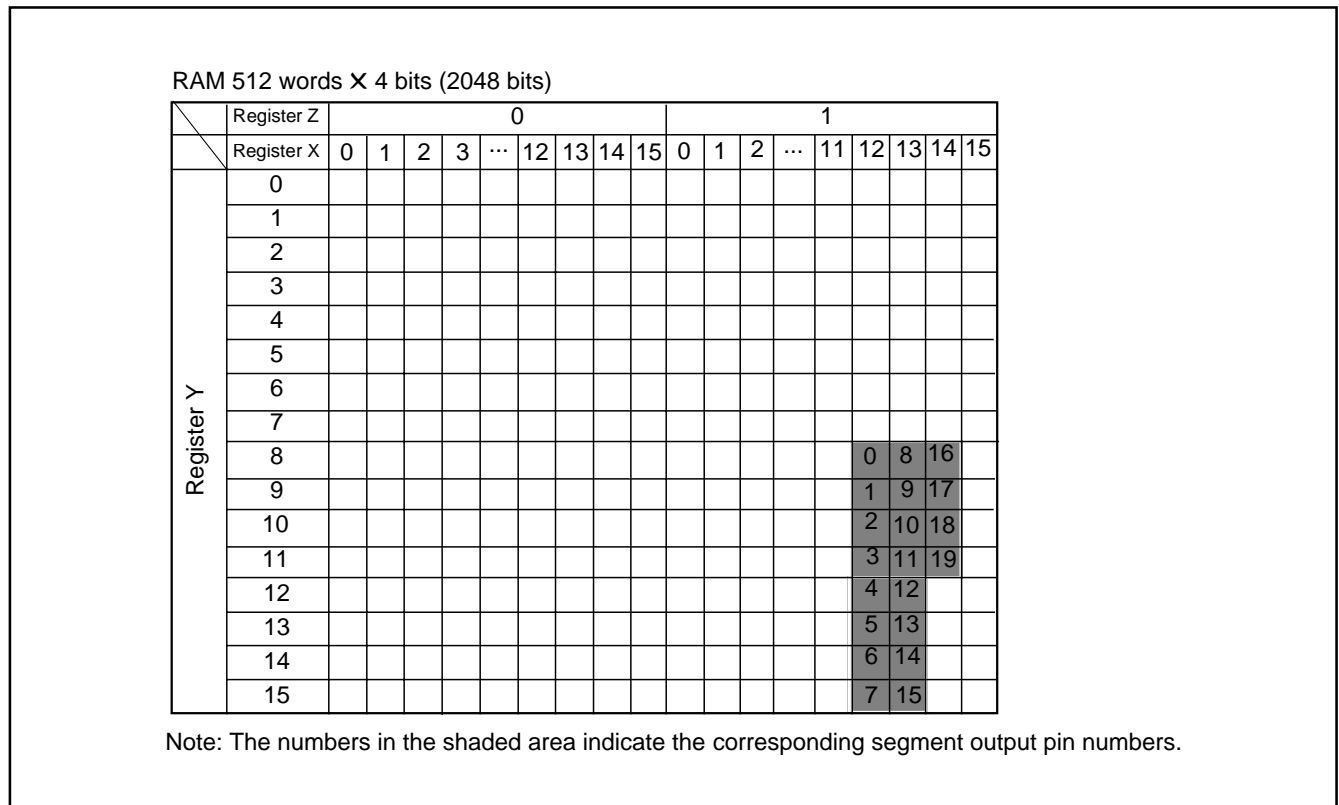 RAM 512 words × 4 bits (2048 bits)
Register Z 0 1
Register X 0 1 2 3 ... 12 13 14 15 0 1 2 ... 11 12 13 14 15
Register Y
0
1
2
3
4
5
6
7
8 0 8 16
9 1 9 17
10 2 10 18
11 3 11 19
12 4 12
13 5 13
14 6 14
15 7 15
Note: The numbers in the shaded area indicate the corresponding segment output pin numbers.